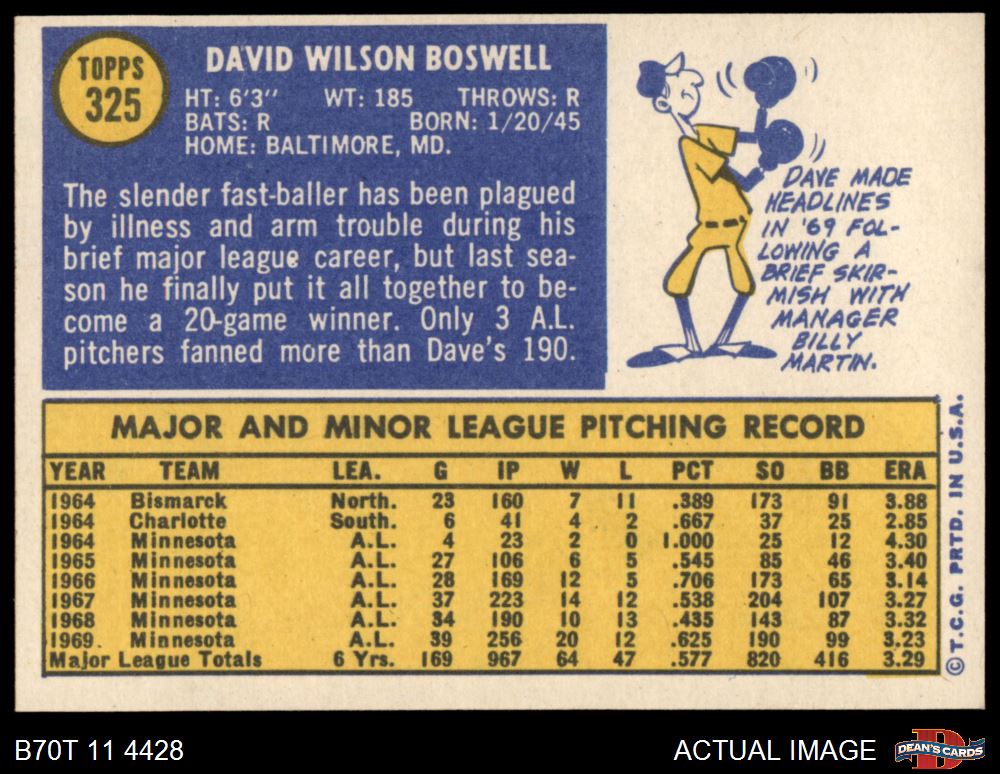 TOPPS
325
DAVID WILSON BOSWELL
HT: 6'3" WT: 185 THROWS: R
BATS: R BORN: 1/20/45
HOME: BALTIMORE, MD.
The slender fast-baller has been plagued
by illness and arm trouble during his
brief major league career, but last sea-
son he finally put it all together to be-
come a 20-game winner. Only 3 A.L.
pitchers fanned more than Dave's 190.
DAVE MADE
HEADLINES
IN '69 FOL-
LOWING A
BRIEF SKIR-
MISH WITH
MANAGER
BILLY
MARTIN.
MAJOR AND MINOR LEAGUE PITCHING RECORD
YEAR TEAM LEA. G IP W L PCT SO BB ERA
1964 Bismarck North. 23 160 7 11 .389 173 91 3.88
1964 Charlotte South. 6 41 4 2 .667 37 25 2.85
1964 Minnesota A.L. 4 23 2 0 1.000 25 12 4.30
1965 Minnesota A.L. 27 106 6 5 .545 85 46 3.40
1966 Minnesota A.L. 28 169 12 5 .706 173 65 3.14
1967 Minnesota A.L. 37 223 14 12 .538 204 107 3.27
1968 Minnesota A.L. 34 190 10 13 .435 143 87 3.32
1969. Minnesota A.L. 39 256 20 12 .625 190 99 3.23
Major League Totals 6 Yrs. 169 967 64 47 .577 820 416 3.29
© T.C.G. PRTD. IN U.S.A.
B70T 11 4428
ACTUAL IMAGE
DEAN'S CARDS